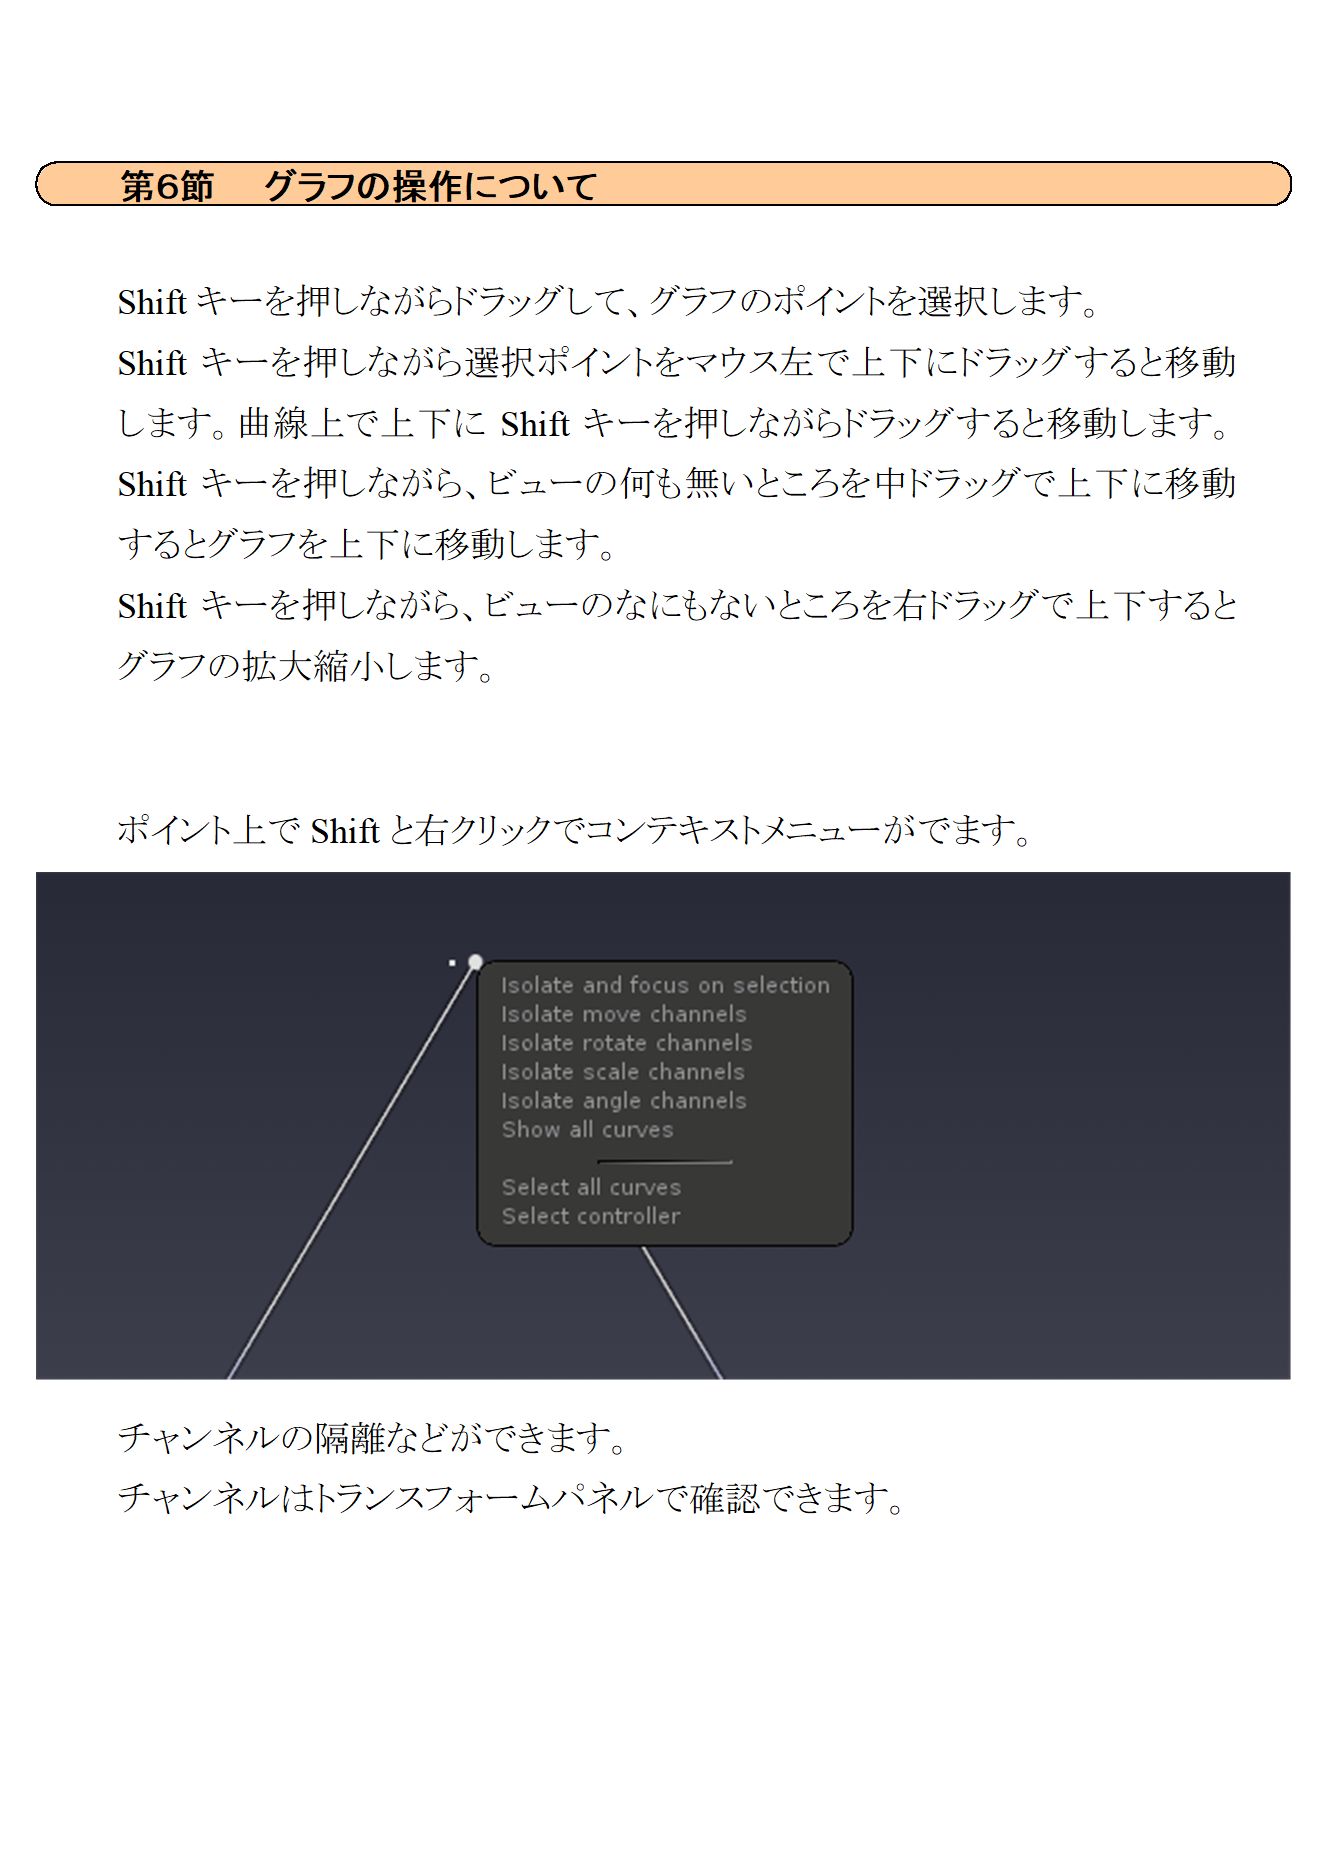 第6節　グラフの操作について
Shift キーを押しながらドラッグして、グラフのポイントを選択します。
Shift キーを押しながら選択ポイントをマウス左で上下にドラッグすると移動
します。曲線上で上下に Shift キーを押しながらドラッグすると移動します。
Shift キーを押しながら、ビューの何も無いところを中ドラッグで上下に移動
するとグラフを上下に移動します。
Shift キーを押しながら、ビューのなにもないところを右ドラッグで上下すると
グラフの拡大縮小します。
ポイント上で Shift と右クリックでコンテキストメニューがでます。
Isolate and focus on selection
Isolate move channels
Isolate rotate channels
Isolate scale channels
Isolate angle channels
Show all curves
Select all curves
Select controller
チャンネルの隔離などができます。
チャンネルはトランスフォームパネルで確認できます。